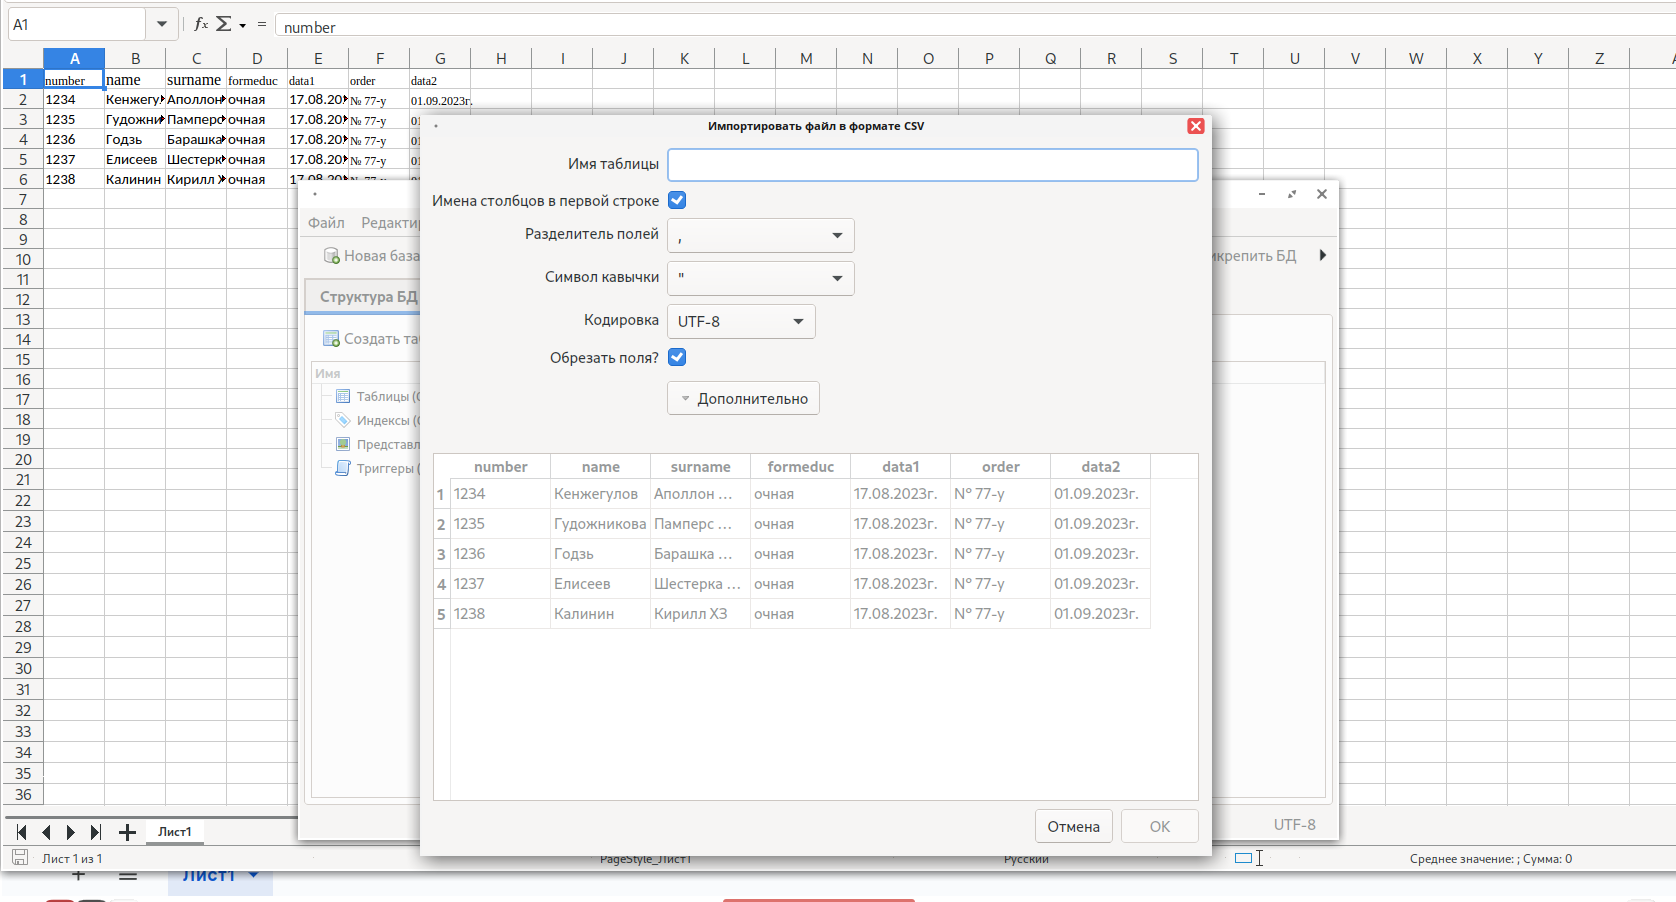 A1
number
A B C D E F G H I J K L M N O P Q R S T U V W X Y Z
1 number name surname formeduc data1 order data2
2 1234 Кенжегу Аполлон очная 17.08.20 № 77-у 01.09.2023г.
3 1235 Гудожни Памперс очная 17.08.20 № 77-у 01
4 1236 Годзь Барашка очная 17.08.20 № 77-у 01
5 1237 Елисеев Шестерк очная 17.08.20 № 77-у 01
6 1238 Калинин Кирилл Х очная 17.08.20 № 77-у
7
8
9
10
11
12
13
14
15
16
17
18
19
20
21
22
23
24
25
26
27
28
29
30
31
32
33
34
35
36
Файл Редакти
Новая база
икрепить БД
Структура БД
Создать та
Имя
Таблицы (
Индексы (
Представл
Триггеры (
UTF-8
Импортировать файл в формате CSV
Имя таблицы
Имена столбцов в первой строке
Разделитель полей ,
Символ кавычки "
Кодировка UTF-8
Обрезать поля?
Дополнительно
number name surname formeduc data1 order data2
1 1234 Кенжегулов Аполлон ... очная 17.08.2023г. № 77-у 01.09.2023г.
2 1235 Гудожникова Памперс ... очная 17.08.2023г. № 77-у 01.09.2023г.
3 1236 Годзь Барашка ... очная 17.08.2023г. № 77-у 01.09.2023г.
4 1237 Елисеев Шестерка ... очная 17.08.2023г. № 77-у 01.09.2023г.
5 1238 Калинин Кирилл ХЗ очная 17.08.2023г. № 77-у 01.09.2023г.
Отмена OK
Лист1
Лист 1 из 1 PageStyle_Лист1 Русский Среднее значение: ; Сумма: 0
Лист1